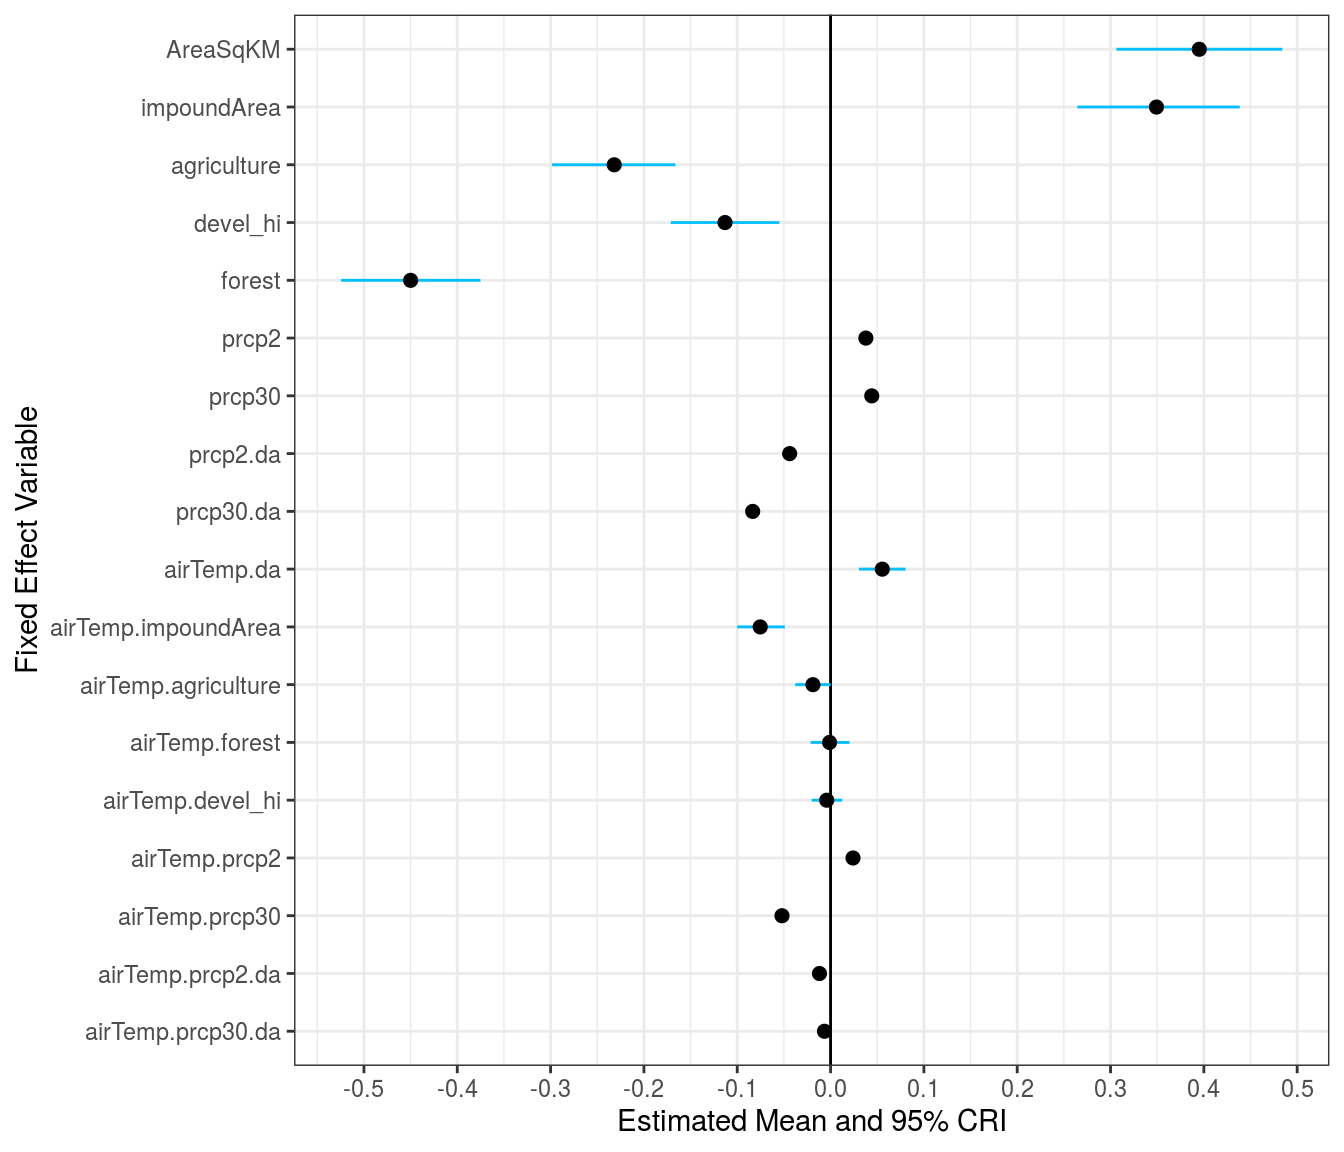 AreaSqKM
impoundArea
agriculture
devel_hi
forest
prcp2
prcp30
prcp2.da
prcp30.da
airTemp.da
airTemp.impoundArea
airTemp.agriculture
airTemp.forest
airTemp.devel_hi
airTemp.prcp2
airTemp.prcp30
airTemp.prcp2.da
airTemp.prcp30.da
Fixed Effect Variable
-0.5 -0.4 -0.3 -0.2 -0.1 0.0 0.1 0.2 0.3 0.4 0.5
Estimated Mean and 95% CRI